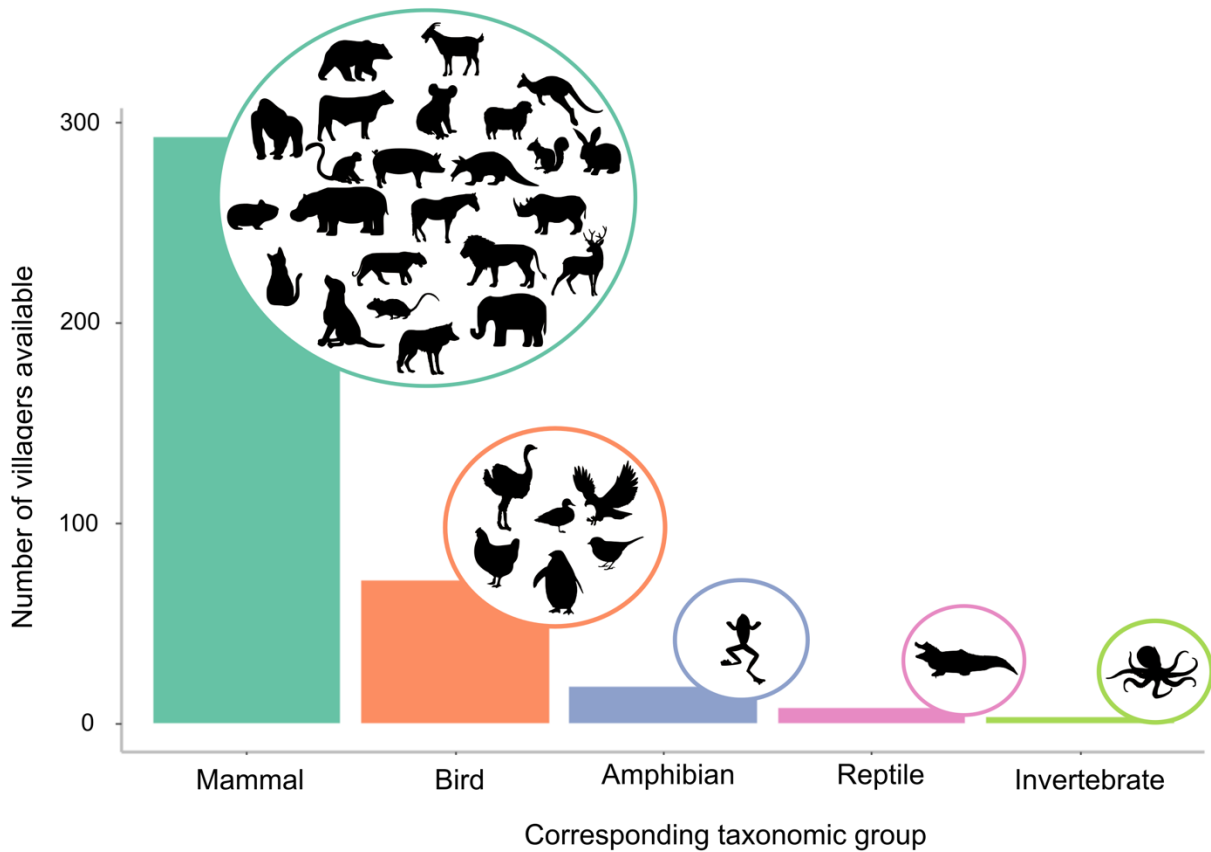 300
200
100
0
Number of villagers available
Mammal Bird Amphibian Reptile Invertebrate
Corresponding taxonomic group